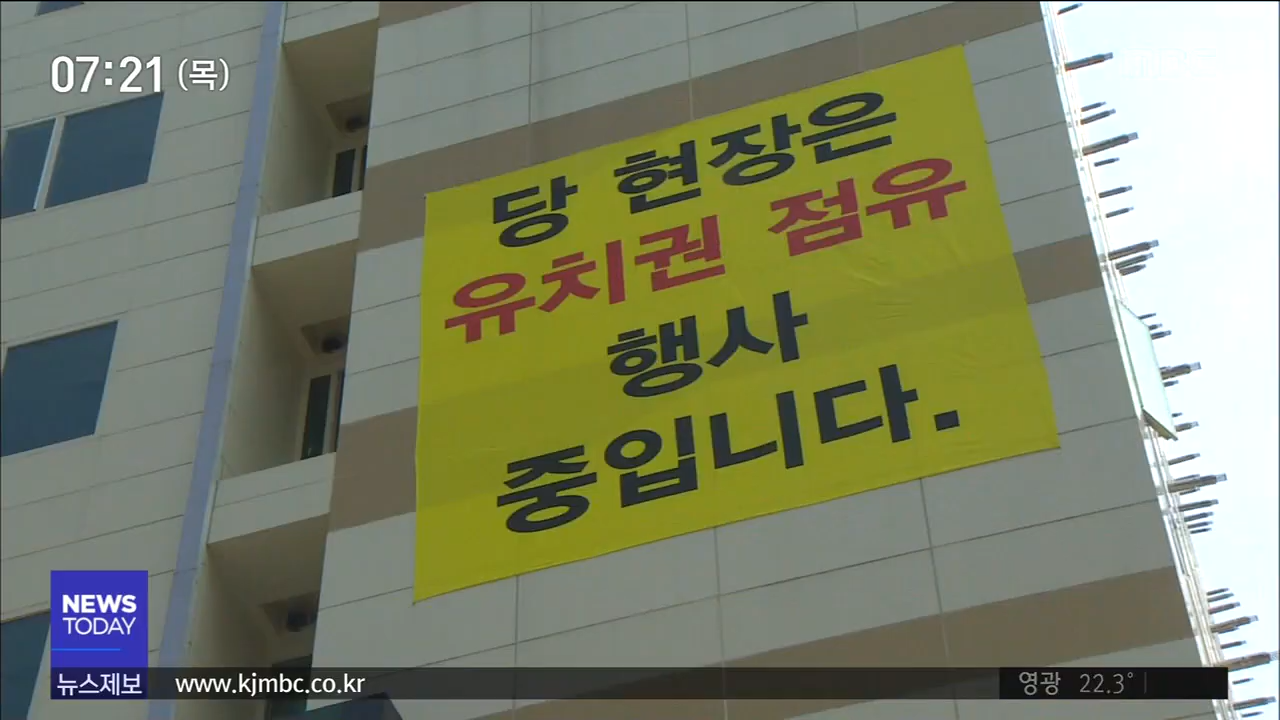 07:21 (목)
당 현장은
유치권 점유
행사
중입니다.
NEWS
TODAY
뉴스제보 www.kjmbc.co.kr 영광 22.3°